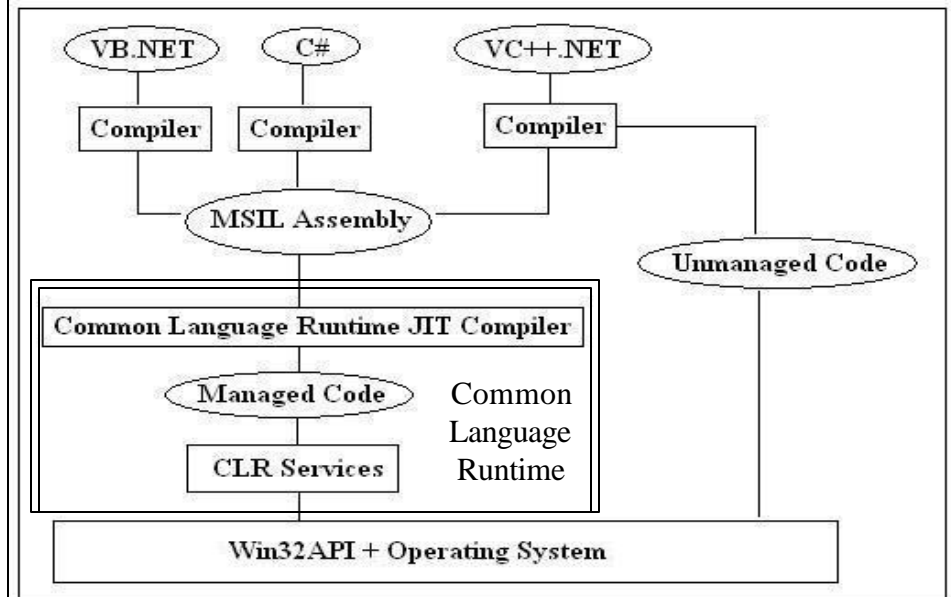 VB.NET
C#
VC++.NET
Compiler
Compiler
Compiler
MSIL Assembly
Unmanaged Code
Common Language Runtime JIT Compiler
Managed Code
Common
Language
Runtime
CLR Services
Win32API + Operating System